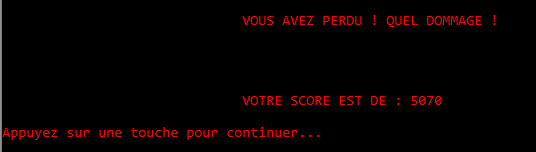 VOUS AVEZ PERDU ! QUEL DOMMAGE !
VOTRE SCORE EST DE : 5070
Appuyez sur une touche pour continuer...